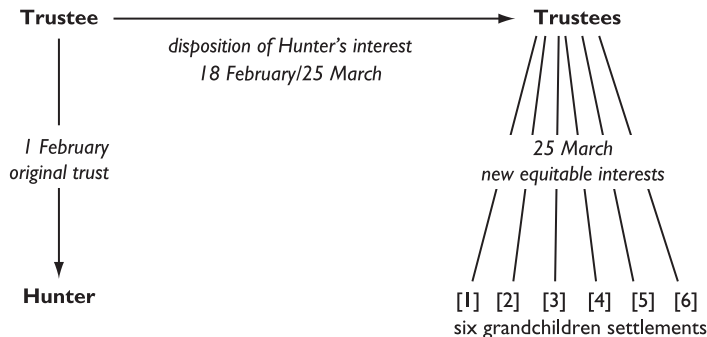 Trustee
Trustees
disposition of Hunter's interest
18 February/25 March
1 February
original trust
25 March
new equitable interests
Hunter
[1] [2] [3] [4] [5] [6]
six grandchildren settlements